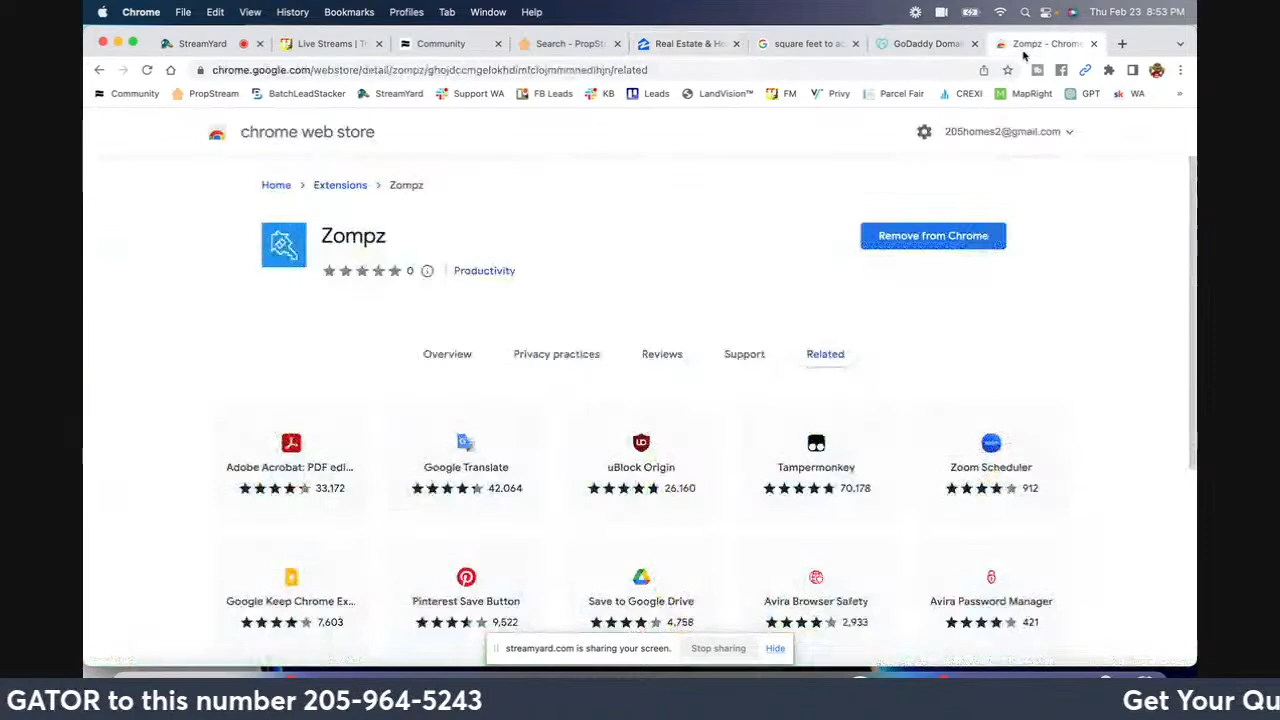 Chrome File Edit View History Bookmarks Profiles Tab Window Help Thu Feb 23 8:53 PM
StreamYard Live Streams | Tr Community Search - PropSt Real Estate & Ho square feet to ac GoDaddy Domai Zompz - Chrome
chrome.google.com/webstore/detail/zompz/ghojdccmgelokhdimfclojmmmnedihjn/related
Community PropStream BatchLeadStacker StreamYard Support WA FB Leads KB Leads LandVision™ FM Privy Parcel Fair CREXI MapRight GPT WA »
chrome web store 205homes2@gmail.com
Home > Extensions > Zompz
Zompz
Remove from Chrome
0 Productivity
Overview Privacy practices Reviews Support Related
Adobe Acrobat: PDF edi... Google Translate uBlock Origin Tampermonkey Zoom Scheduler
33,172 42,064 26,160 70,178 912
Google Keep Chrome Ex... Pinterest Save Button Save to Google Drive Avira Browser Safety Avira Password Manager
7,603 9,522 4,758 2,933 421
streamyard.com is sharing your screen. Stop sharing Hide
GATOR to this number 205-964-5243 Get Your Qu